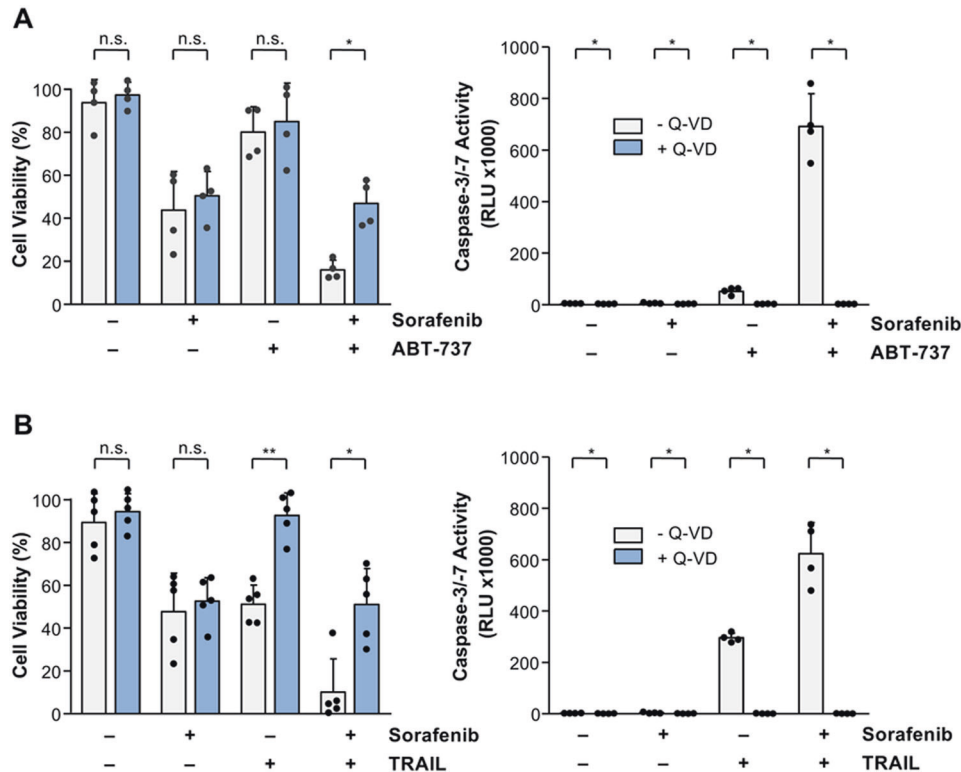 A
n.s.
n.s.
n.s.
*
Cell Viability (%)
100
80
60
40
20
0
– + – + Sorafenib
– – + + ABT-737
*
*
*
*
Caspase-3/-7 Activity
(RLU x1000)
1000
800
600
400
200
0
- Q-VD
+ Q-VD
– + – + Sorafenib
– – + + ABT-737
B
n.s.
n.s.
**
*
Cell Viability (%)
100
80
60
40
20
0
– + – + Sorafenib
– – + + TRAIL
*
*
*
*
Caspase-3/-7 Activity
(RLU x1000)
1000
800
600
400
200
0
- Q-VD
+ Q-VD
– + – + Sorafenib
– – + + TRAIL